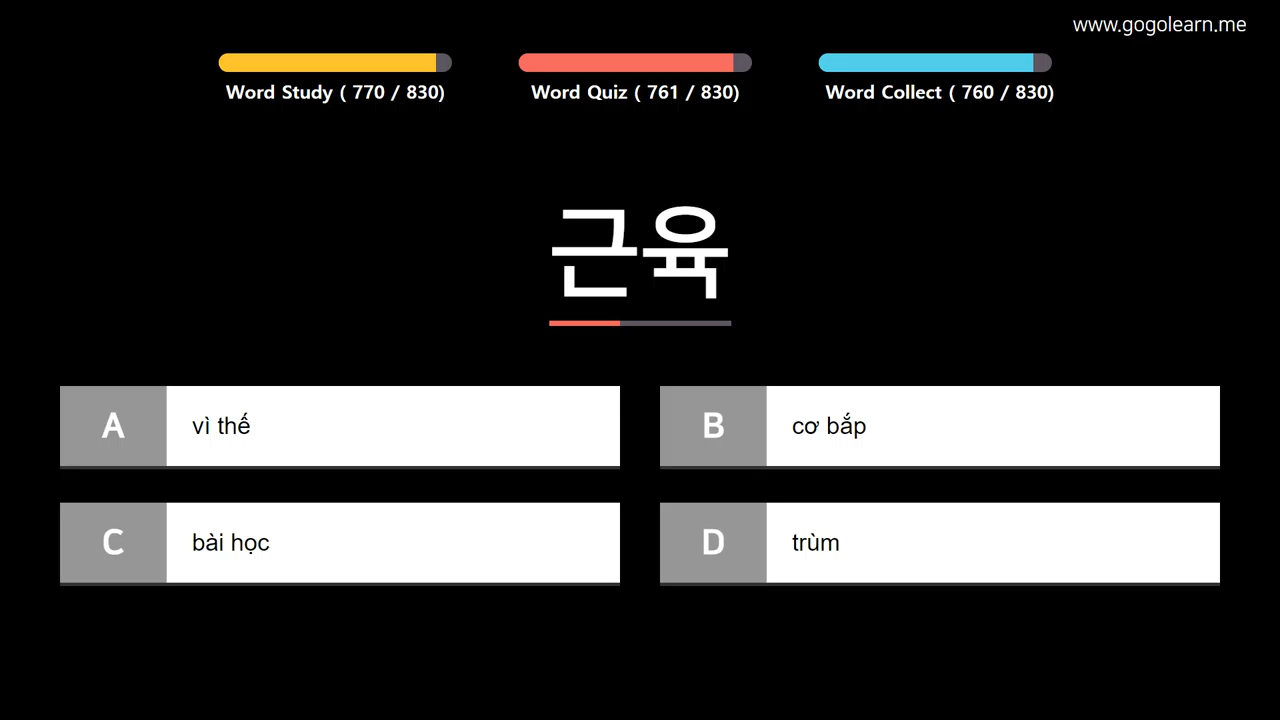 www.gogolearn.me
Word Study ( 770 / 830)
Word Quiz ( 761 / 830)
Word Collect ( 760 / 830)
근육
A vì thế
B cơ bắp
C bài học
D trùm